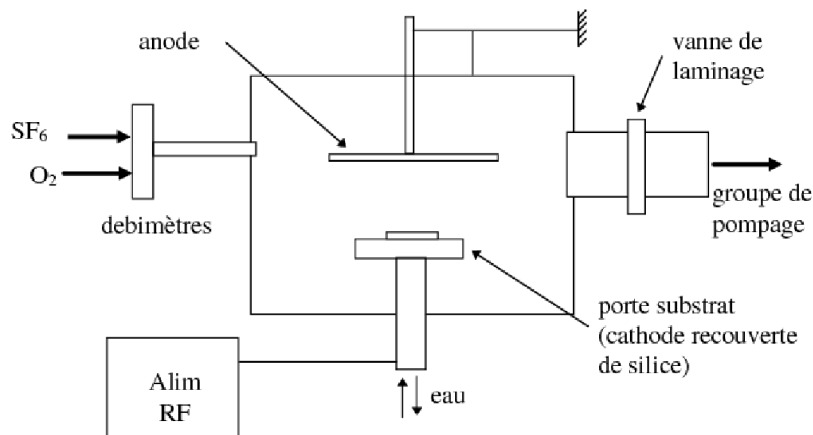 anode
vanne de
laminage
SF₆
O₂
debimètres
groupe de
pompage
porte substrat
(cathode recouverte
de silice)
Alim
RF
eau